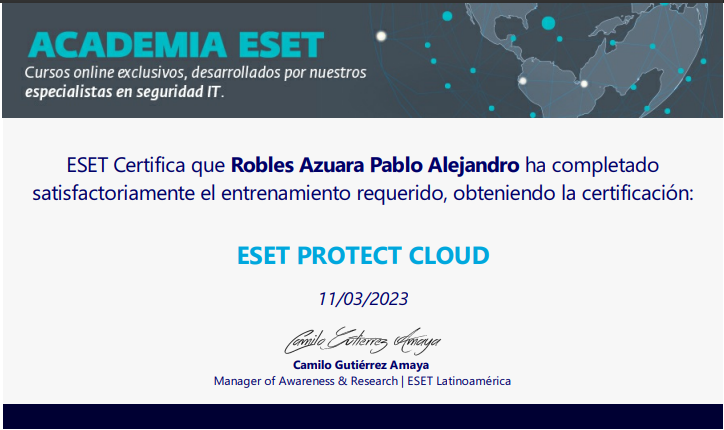 ACADEMIA ESET
Cursos online exclusivos, desarrollados por nuestros
especialistas en seguridad IT.
ESET Certifica que Robles Azuara Pablo Alejandro ha completado
satisfactoriamente el entrenamiento requerido, obteniendo la certificación:
ESET PROTECT CLOUD
11/03/2023
Camilo Gutierrez Amaya
Camilo Gutiérrez Amaya
Manager of Awareness & Research | ESET Latinoamérica